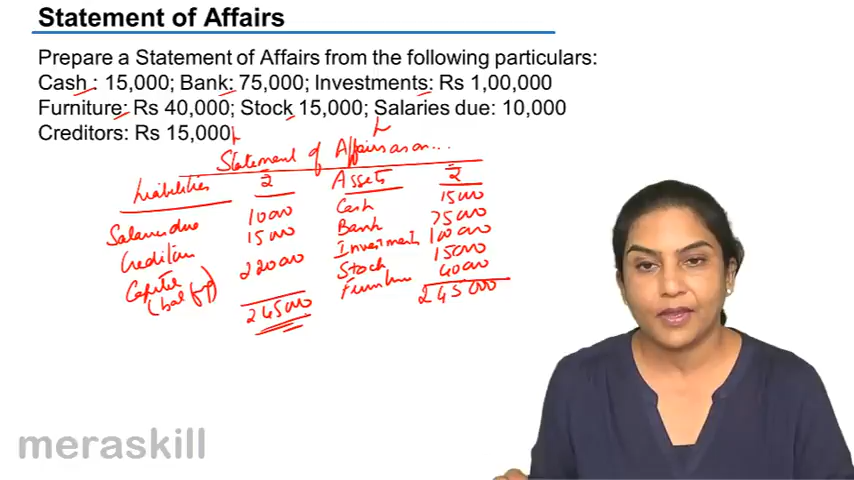 Statement of Affairs
Prepare a Statement of Affairs from the following particulars:
Cash : 15,000; Bank: 75,000; Investments: Rs 1,00,000
Furniture: Rs 40,000; Stock 15,000; Salaries due: 10,000
Creditors: Rs 15,000
L L
Statement of Affairs as on...
Liabilities ₹ Assets ₹
Salaries due 10000 Cash 15000
Creditors 15000 Bank 75000
Capital 220000 Investments 100000
(bal fig) Stock 15000
Furniture 40000
245000 245000
meraskill